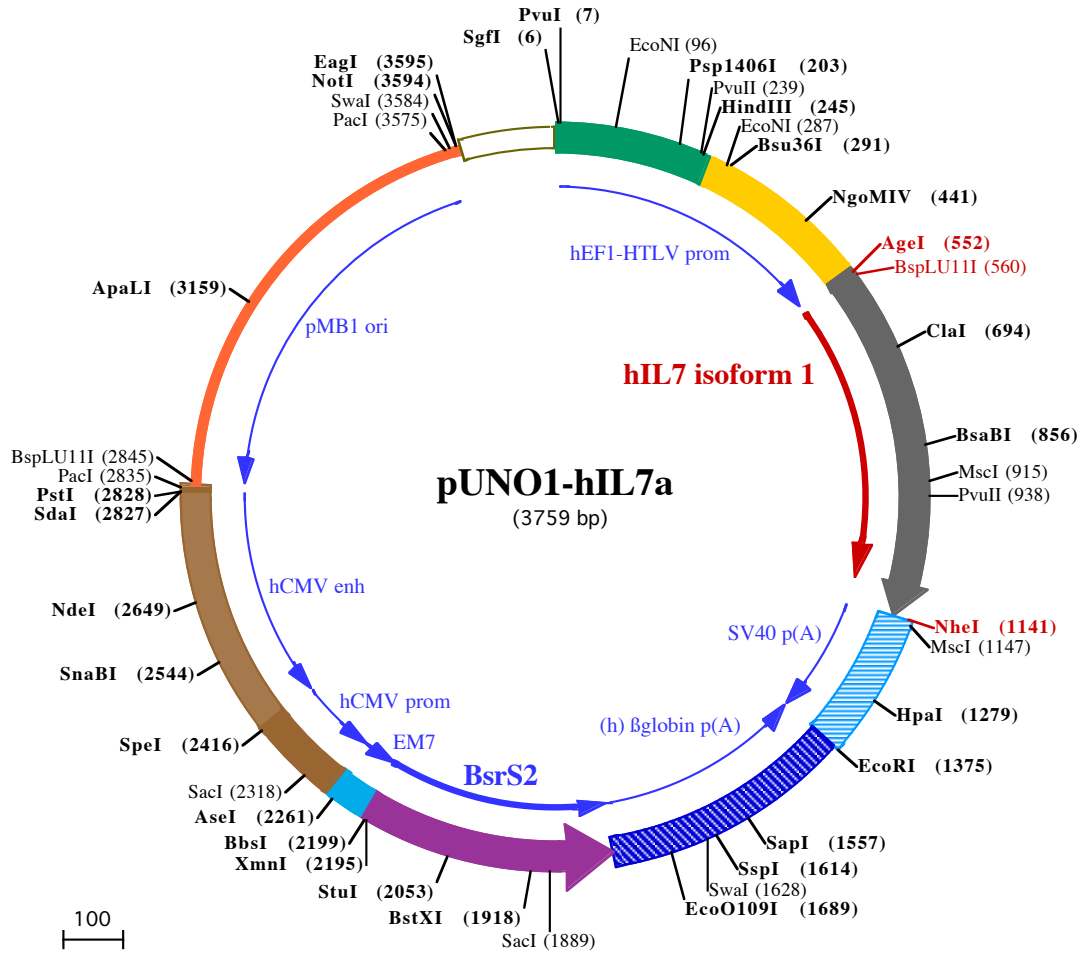 PvuI (7)
SgfI (6)
EcoNI (96)
EagI (3595)
Psp1406I (203)
NotI (3594)
PvuII (239)
SwaI (3584)
HindIII (245)
PacI (3575)
EcoNI (287)
Bsu36I (291)
NgoMIV (441)
AgeI (552)
hEF1-HTLV prom
BspLU11I (560)
ApaLI (3159)
pMB1 ori
ClaI (694)
hIL7 isoform 1
BsaBI (856)
BspLU11I (2845)
MscI (915)
PacI (2835)
pUNO1-hIL7a
PstI (2828)
PvuII (938)
SdaI (2827)
(3759 bp)
hCMV enh
NdeI (2649)
NheI (1141)
SV40 p(A)
MscI (1147)
SnaBI (2544)
hCMV prom
HpaI (1279)
(h) ßglobin p(A)
SpeI (2416)
EM7
EcoRI (1375)
BsrS2
SacI (2318)
AseI (2261)
BbsI (2199)
SapI (1557)
XmnI (2195)
SspI (1614)
StuI (2053)
SwaI (1628)
EcoO109I (1689)
BstXI (1918)
100
SacI (1889)